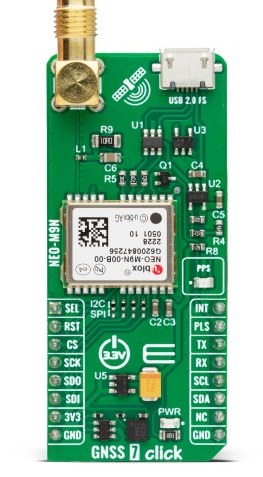 USB 2.0 FS
U1
U3
R9
L1
C6
R5
Q1
C4
U2
C5
R4
R8
NEO-M9N
u-blox AG
2228
0501 10
GE620847256
NEO-M9N-00B-00
blox
PPS
I2C
SPI
C2 C3
3.3V
U5
PWR
SEL
RST
CS
SCK
SDO
SDI
3V3
GND
INT
PLS
TX
RX
SCL
SDA
NC
GND
GNSS 7 click